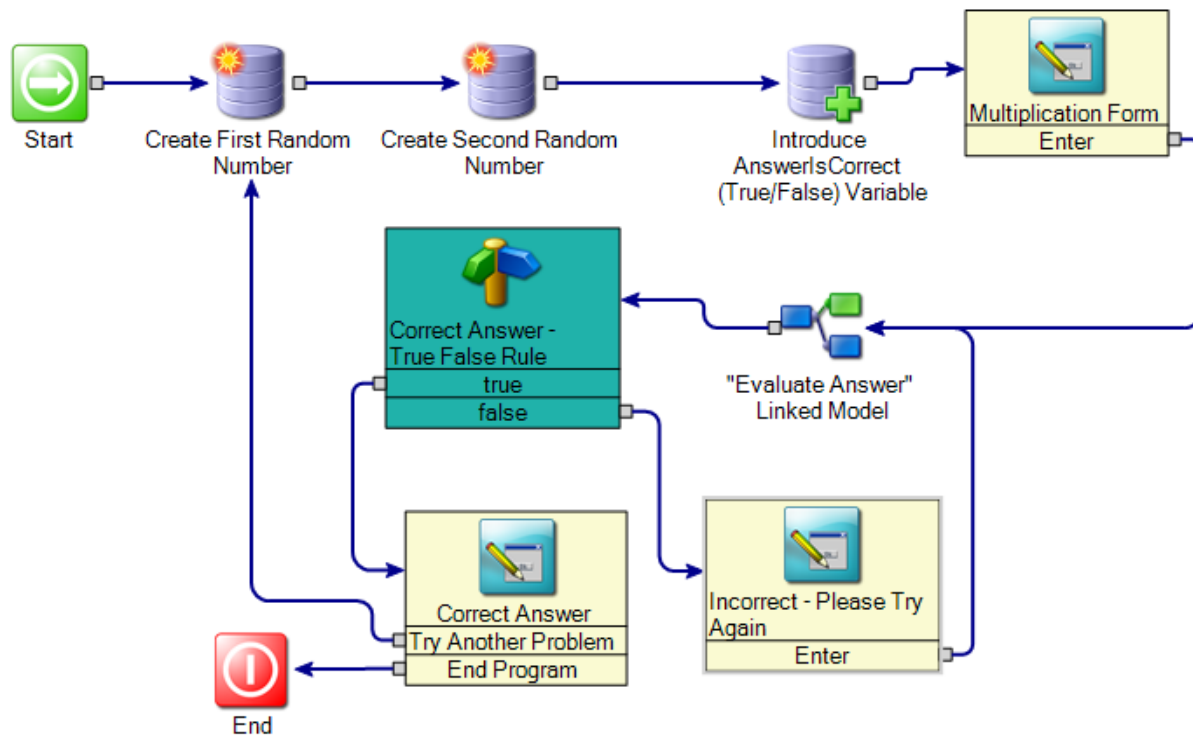 Start
Create First Random
Number
Create Second Random
Number
Introduce
AnswerIsCorrect
(True/False) Variable
Multiplication Form
Enter
Correct Answer -
True False Rule
true
false
"Evaluate Answer"
Linked Model
Correct Answer
Try Another Problem
End Program
Incorrect - Please Try
Again
Enter
End